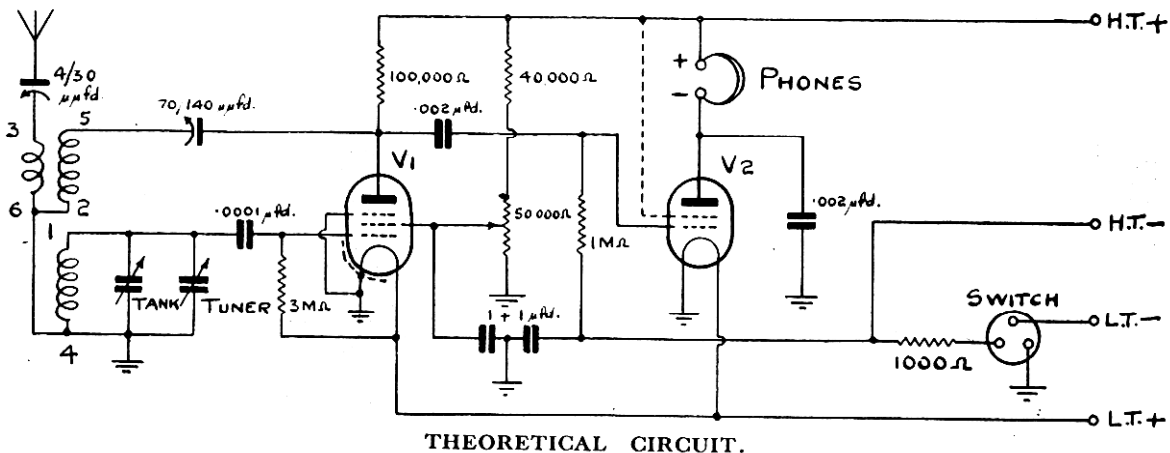 H.T.+
4/30
μμfd.
3
5
70,140 μμfd.
100,000Ω
40,000Ω
.002 μfd.
+
-
PHONES
V1
V2
6
2
1
.0001 μfd.
50,000Ω
1MΩ
.002 μfd.
H.T.-
TANK
TUNER
3MΩ
1 + 1 μfd.
SWITCH
L.T.-
4
1000Ω
L.T.+
THEORETICAL CIRCUIT.